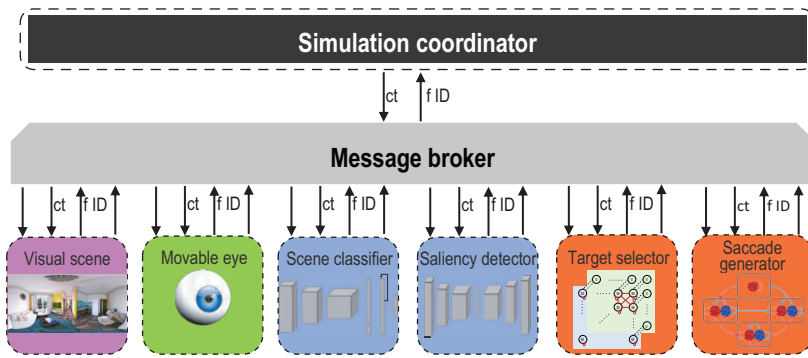 Simulation coordinator
ct f ID
Message broker
ct f ID ct f ID ct f ID ct f ID ct f ID ct f ID
Visual scene Movable eye Scene classifier Saliency detector Target selector Saccade
generator